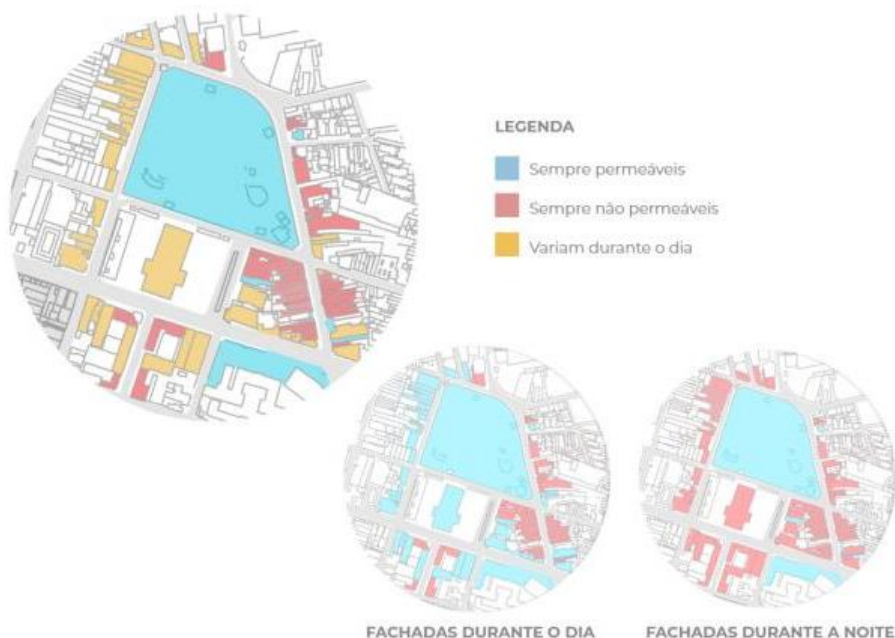 LEGENDA
Sempre permeáveis
Sempre não permeáveis
Variam durante o dia
FACHADAS DURANTE O DIA
FACHADAS DURANTE A NOITE